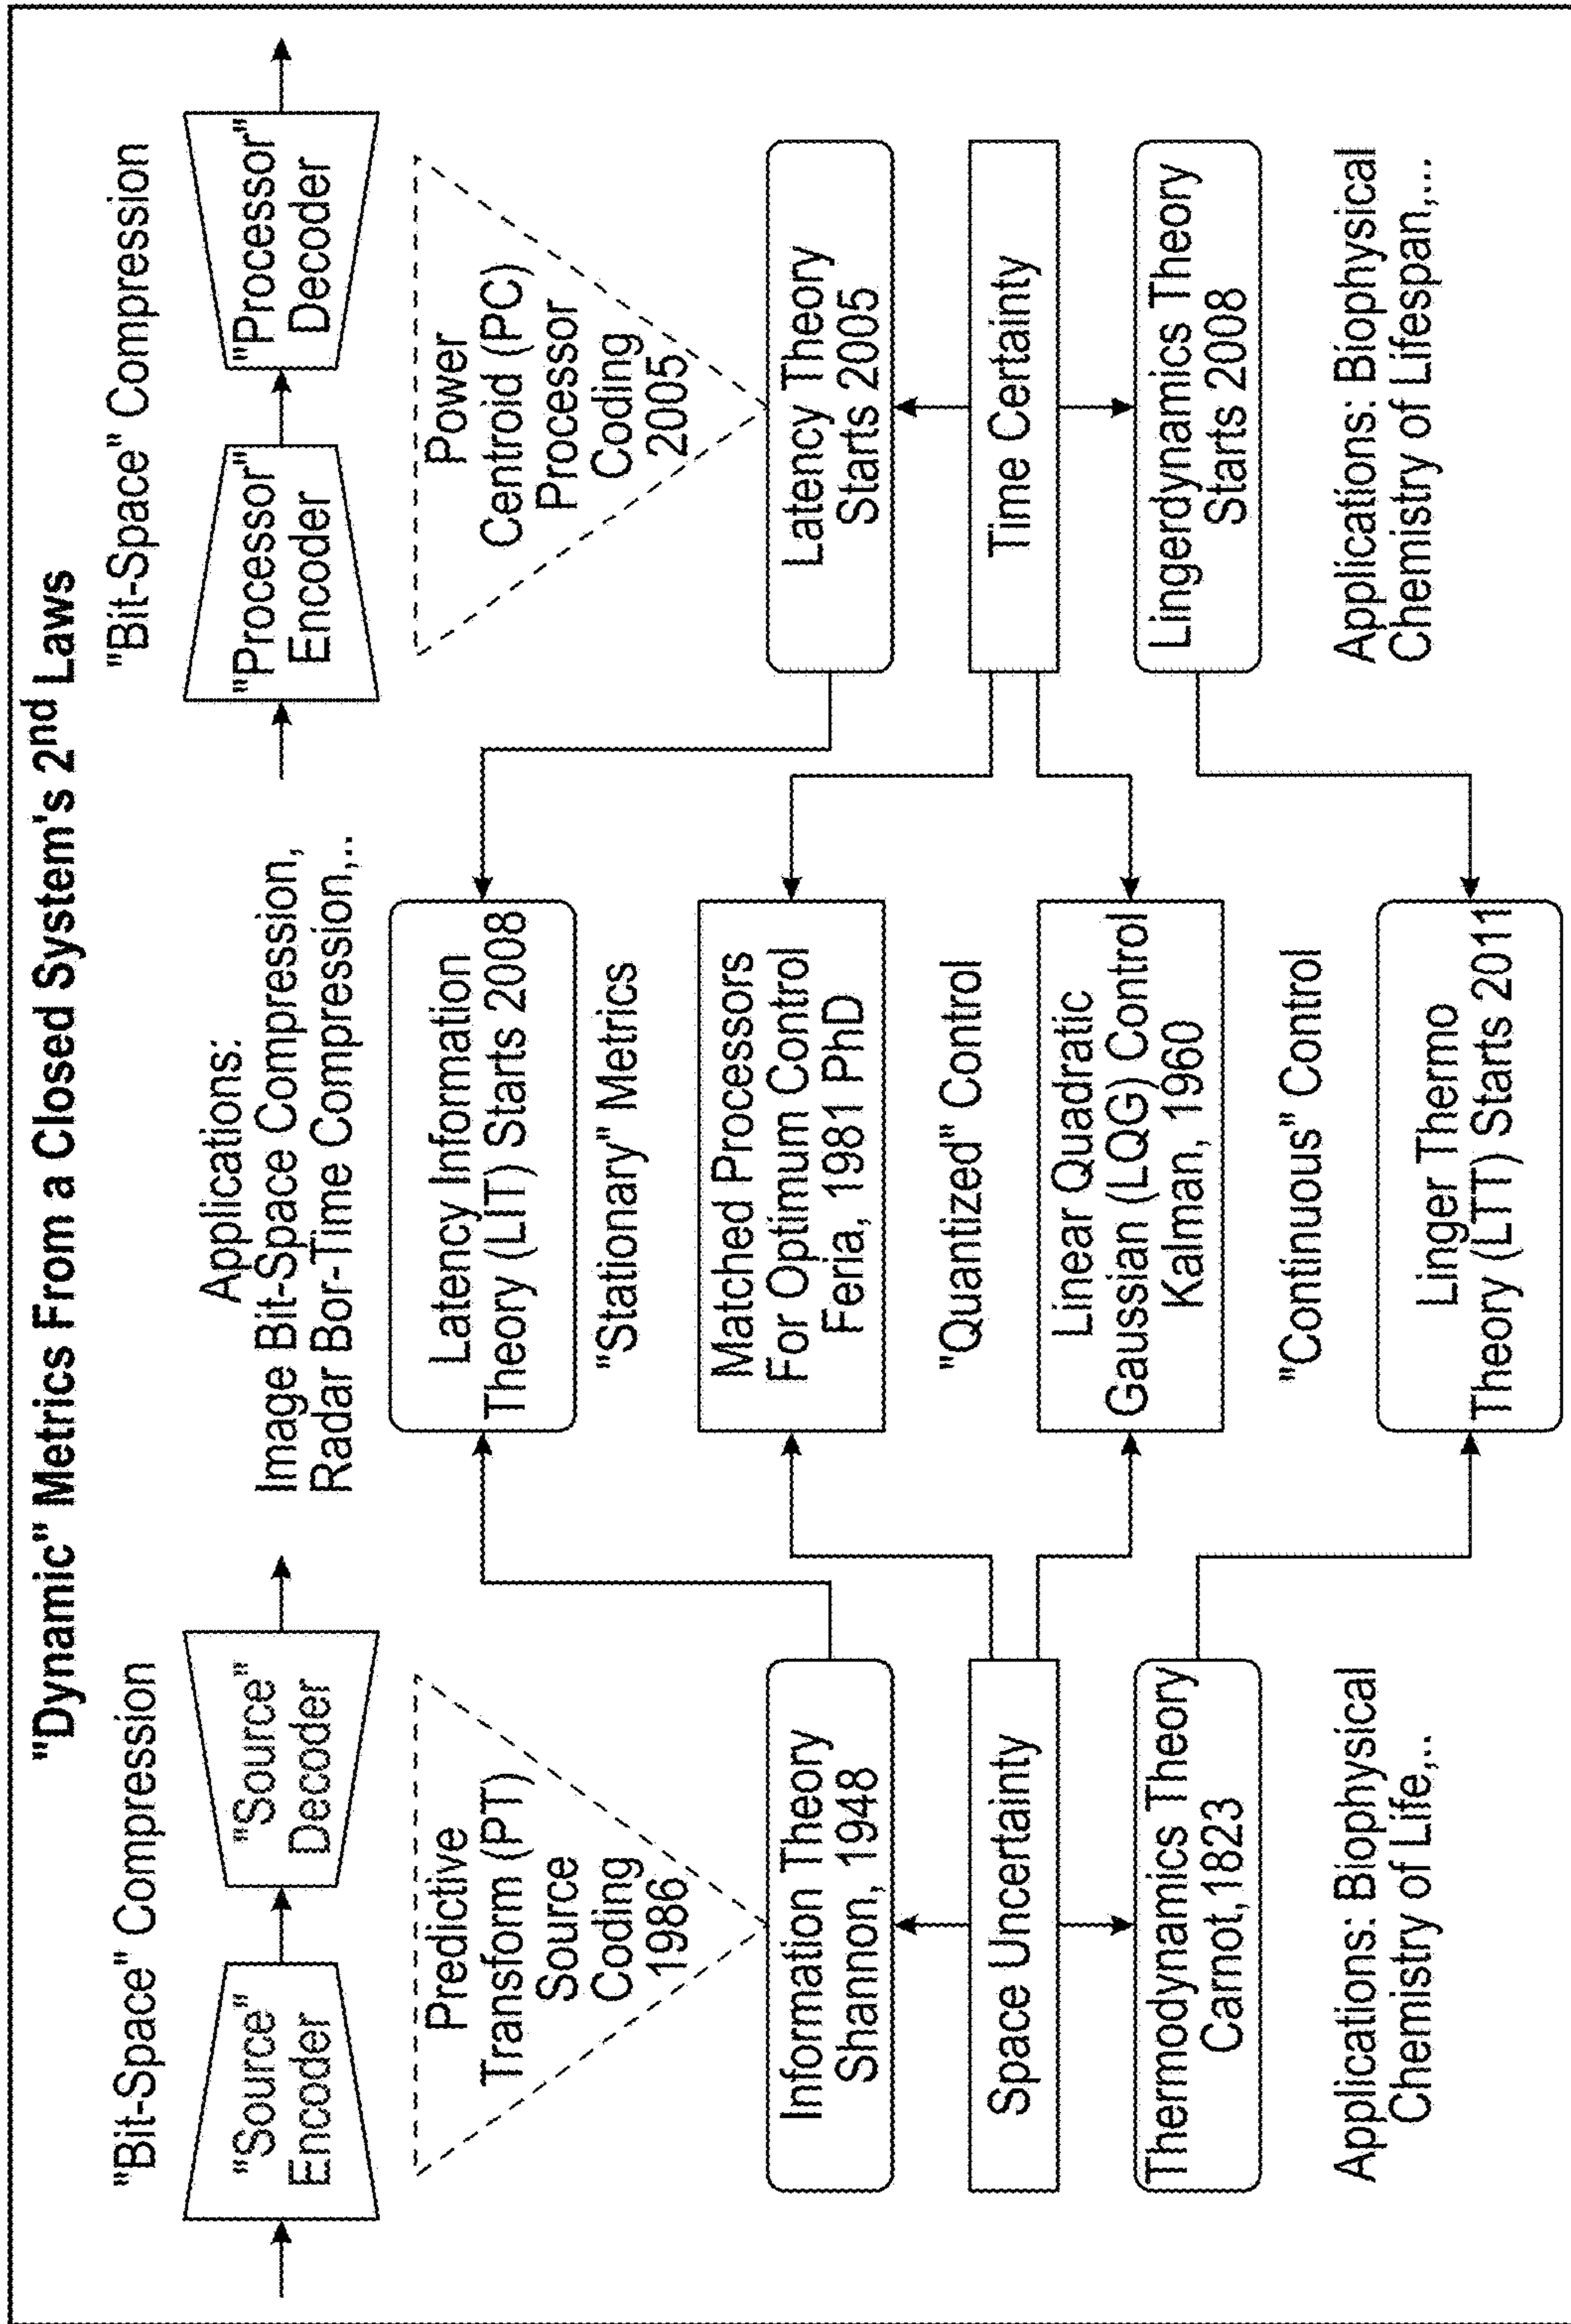 "Dynamic" Metrics From a Closed System's 2nd Laws
"Bit-Space" Compression
"Source"
Encoder
"Source"
Decoder
Predictive
Transform (PT)
Source
Coding
1986
Information Theory
Shannon, 1948
Space Uncertainty
Thermodynamics Theory
Carnot,1823
Applications: Biophysical
Chemistry of Life,..
Applications:
Image Bit-Space Compression,
Radar Bor-Time Compression,..
Latency Information
Theory (LIT) Starts 2008
"Stationary" Metrics
Matched Processors
For Optimum Control
Feria, 1981 PhD
"Quantized" Control
Linear Quadratic
Gaussian (LQG) Control
Kalman, 1960
"Continuous" Control
Linger Thermo
Theory (LTT) Starts 2011
"Bit-Space" Compression
"Processor"
Encoder
"Processor"
Decoder
Power
Centroid (PC)
Processor
Coding
2005
Latency Theory
Starts 2005
Time Certainty
Lingerdynamics Theory
Starts 2008
Applications: Biophysical
Chemistry of Lifespan,...